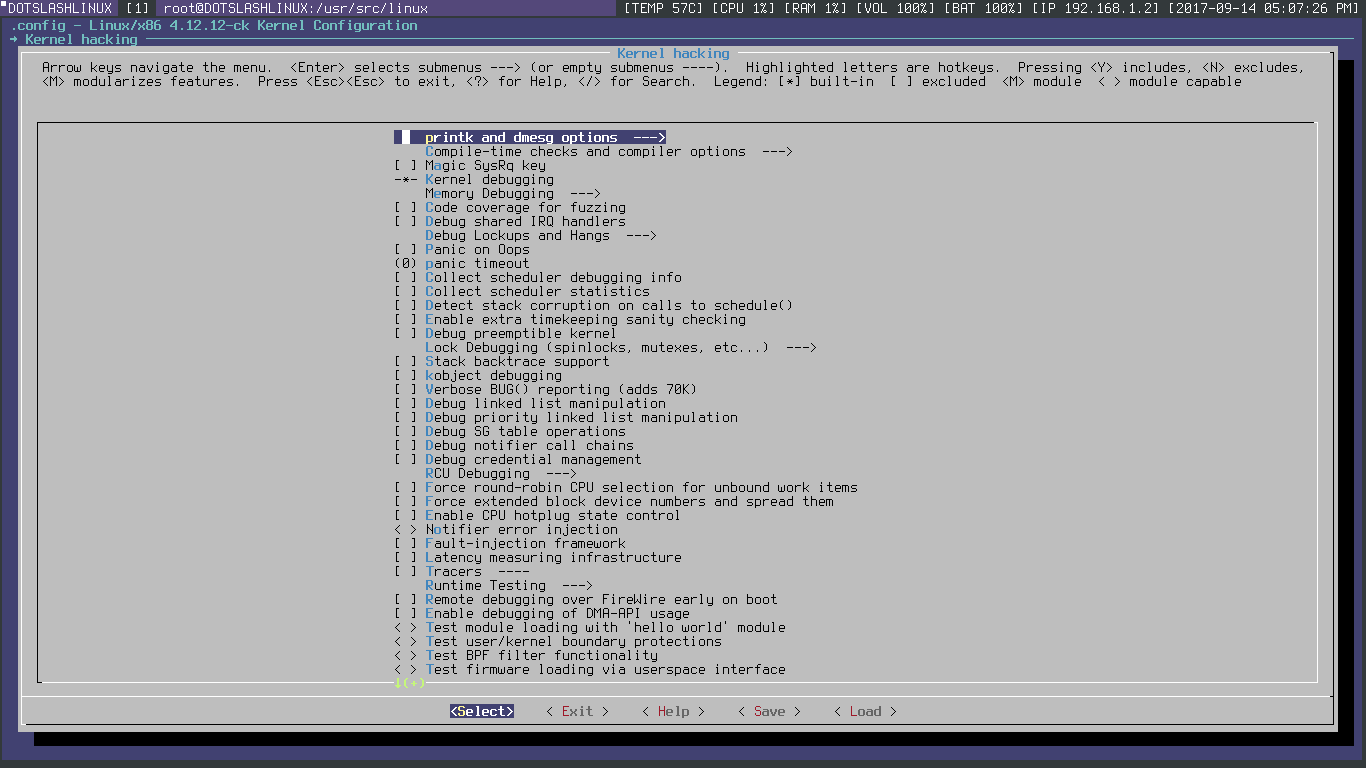 DOTSLASHLINUX [1] root@DOTSLASHLINUX:/usr/src/linux [TEMP 57C] [CPU 1%] [RAM 1%] [VOL 100%] [BAT 100%] [IP 192.168.1.2] [2017-09-14 05:07:26 PM]
.config - Linux/x86 4.12.12-ck Kernel Configuration
→ Kernel hacking
Kernel hacking
Arrow keys navigate the menu.  <Enter> selects submenus ---> (or empty submenus ----).  Highlighted letters are hotkeys.  Pressing <Y> includes, <N> excludes,
<M> modularizes features.  Press <Esc><Esc> to exit, <?> for Help, </> for Search.  Legend: [*] built-in  [ ] excluded  <M> module  < > module capable
printk and dmesg options  --->
Compile-time checks and compiler options  --->
[ ] Magic SysRq key
-*- Kernel debugging
Memory Debugging  --->
[ ] Code coverage for fuzzing
[ ] Debug shared IRQ handlers
Debug Lockups and Hangs  --->
[ ] Panic on Oops
(0) panic timeout
[ ] Collect scheduler debugging info
[ ] Collect scheduler statistics
[ ] Detect stack corruption on calls to schedule()
[ ] Enable extra timekeeping sanity checking
[ ] Debug preemptible kernel
Lock Debugging (spinlocks, mutexes, etc...)  --->
[ ] Stack backtrace support
[ ] kobject debugging
[ ] Verbose BUG() reporting (adds 70K)
[ ] Debug linked list manipulation
[ ] Debug priority linked list manipulation
[ ] Debug SG table operations
[ ] Debug notifier call chains
[ ] Debug credential management
RCU Debugging  --->
[ ] Force round-robin CPU selection for unbound work items
[ ] Force extended block device numbers and spread them
[ ] Enable CPU hotplug state control
< > Notifier error injection
[ ] Fault-injection framework
[ ] Latency measuring infrastructure
[ ] Tracers  ----
Runtime Testing  --->
[ ] Remote debugging over FireWire early on boot
[ ] Enable debugging of DMA-API usage
< > Test module loading with 'hello world' module
< > Test user/kernel boundary protections
< > Test BPF filter functionality
< > Test firmware loading via userspace interface
↓(+)
<Select>    < Exit >    < Help >    < Save >    < Load >